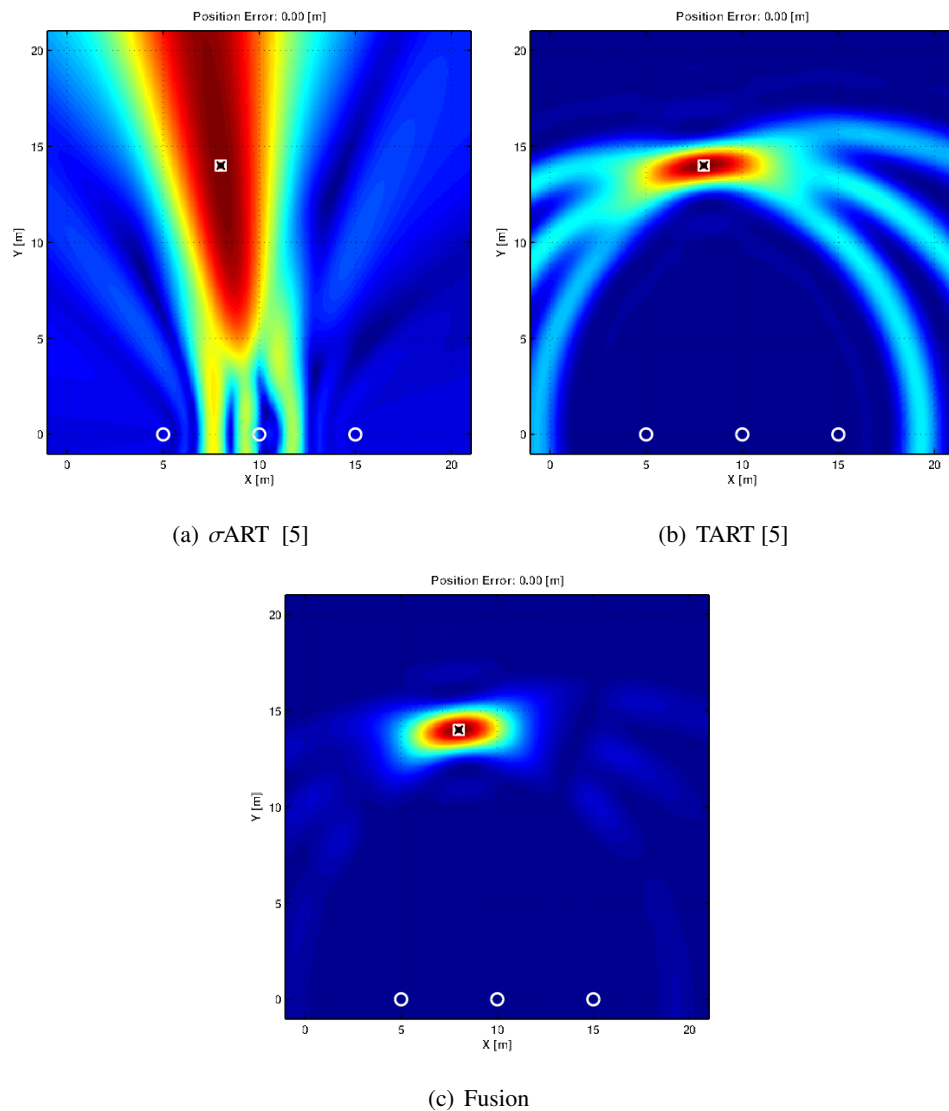 Position Error: 0.00 [m]
20
15
10
5
0
Y [m]
0 5 10 15 20
X [m]
(a) σART [5]
Position Error: 0.00 [m]
20
15
10
5
0
Y [m]
0 5 10 15 20
X [m]
(b) TART [5]
Position Error: 0.00 [m]
20
15
10
5
0
Y [m]
0 5 10 15 20
X [m]
(c) Fusion